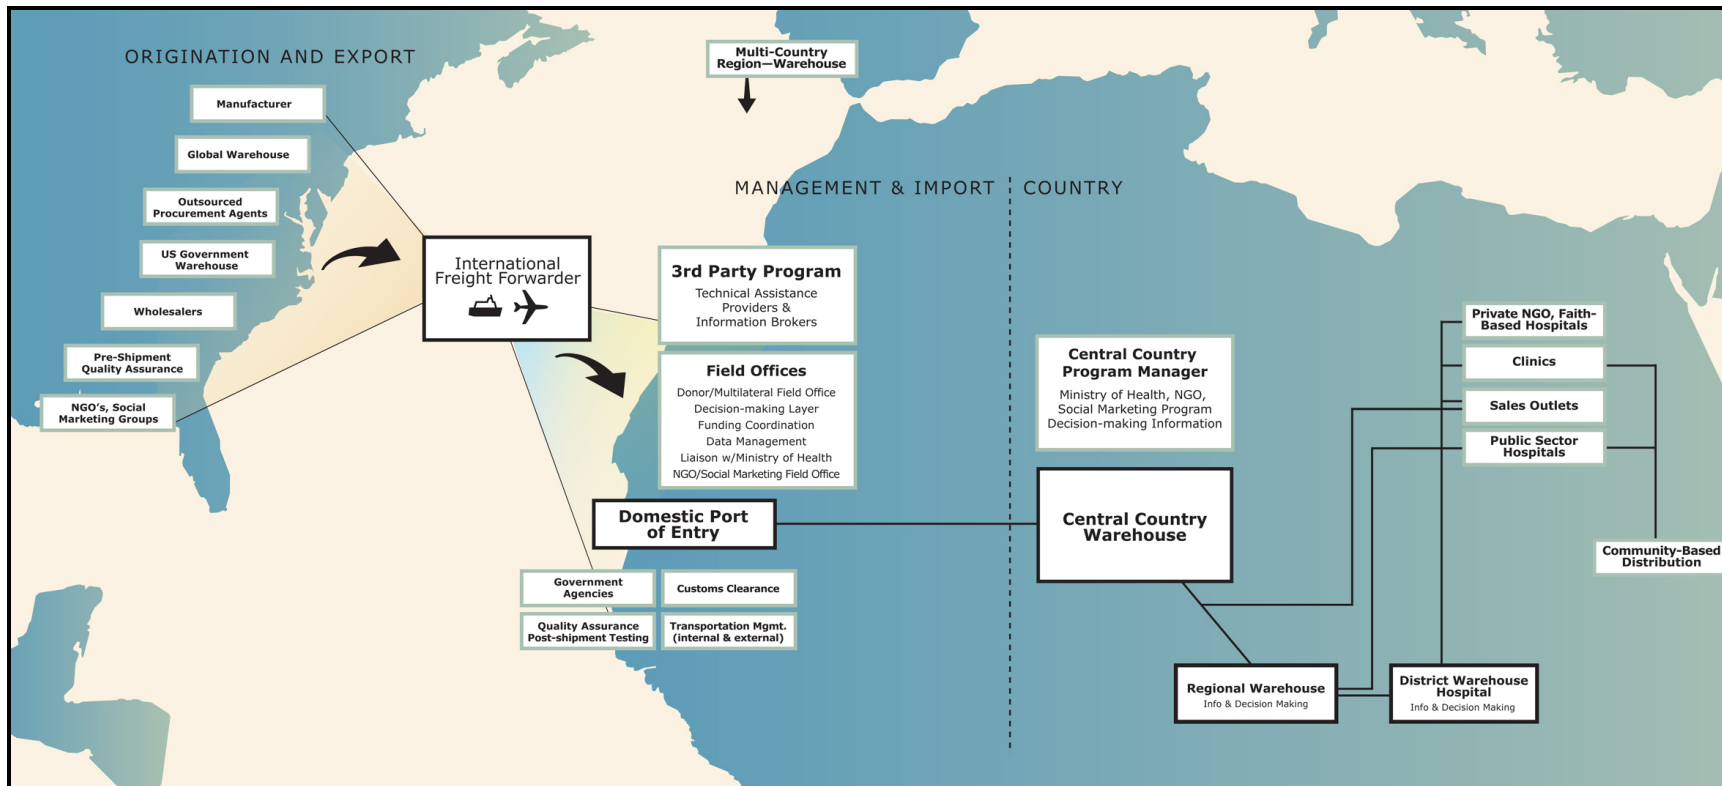 ORIGINATION AND EXPORT
Manufacturer
Global Warehouse
Outsourced
Procurement Agents
US Government
Warehouse
Wholesalers
Pre-Shipment
Quality Assurance
NGO's, Social
Marketing Groups
International
Freight Forwarder
Multi-Country
Region—Warehouse
MANAGEMENT & IMPORT
COUNTRY
3rd Party Program
Technical Assistance
Providers &
Information Brokers
Field Offices
Donor/Multilateral Field Office
Decision-making Layer
Funding Coordination
Data Management
Liaison w/Ministry of Health
NGO/Social Marketing Field Office
Domestic Port
of Entry
Government
Agencies
Customs Clearance
Quality Assurance
Post-shipment Testing
Transportation Mgmt.
(internal & external)
Central Country
Program Manager
Ministry of Health, NGO,
Social Marketing Program
Decision-making Information
Central Country
Warehouse
Regional Warehouse
Info & Decision Making
District Warehouse
Hospital
Info & Decision Making
Private NGO, Faith-
Based Hospitals
Clinics
Sales Outlets
Public Sector
Hospitals
Community-Based
Distribution